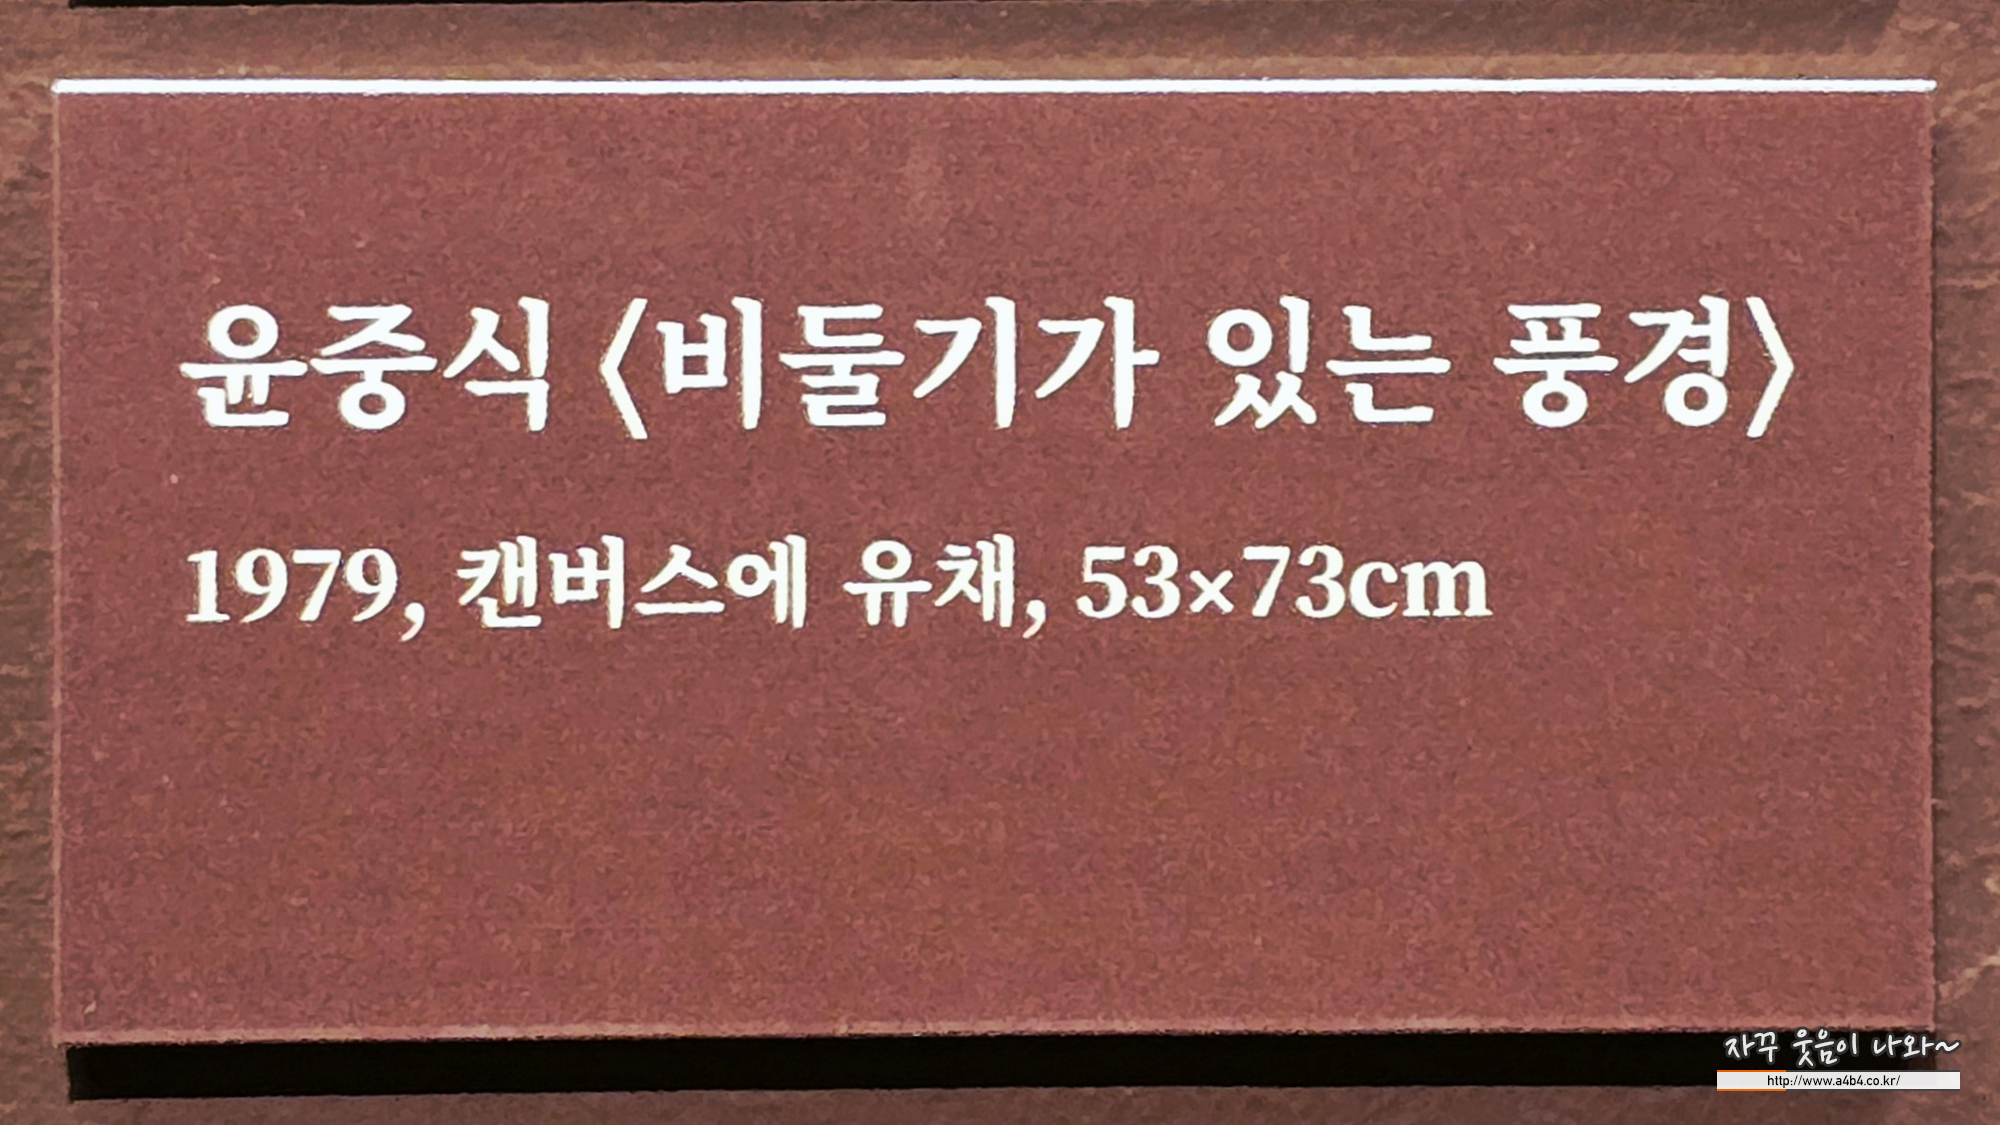 윤중식 〈비둘기가 있는 풍경〉
1979, 캔버스에 유채, 53×73cm
자꾸 웃음이 나와~
http://www.a4b4.co.kr/